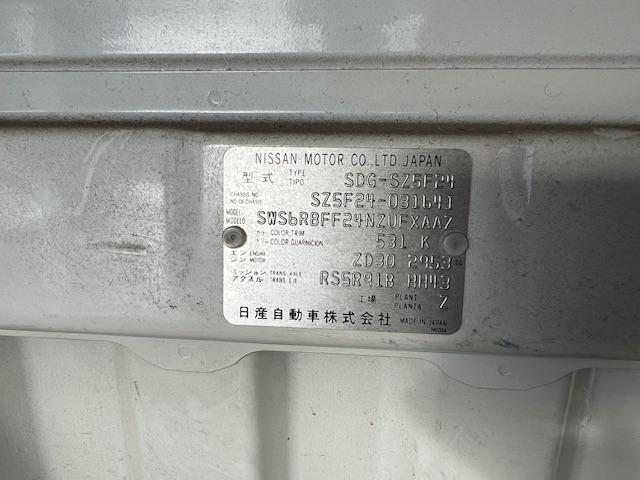 NISSAN MOTOR CO.,LTD. JAPAN
型式 TYPE TIPO SDG-SZ5F24
CHASSIS NO NO DE CHASIS SZ5F24-031641
MODEL MODELO SWS6RBFF24NZUFXAAZ
カラー COLOR,TRIM トリム COLOR,GUARNICION 531 K
エンジン ENGINE MOTOR ZD30 2953 cc
ミッション TRANS.,AXLE アクスル TRANS.,EJE RS5R91B HH43
工場 PLANT PLANTA Z
日産自動車株式会社 MADE IN JAPAN